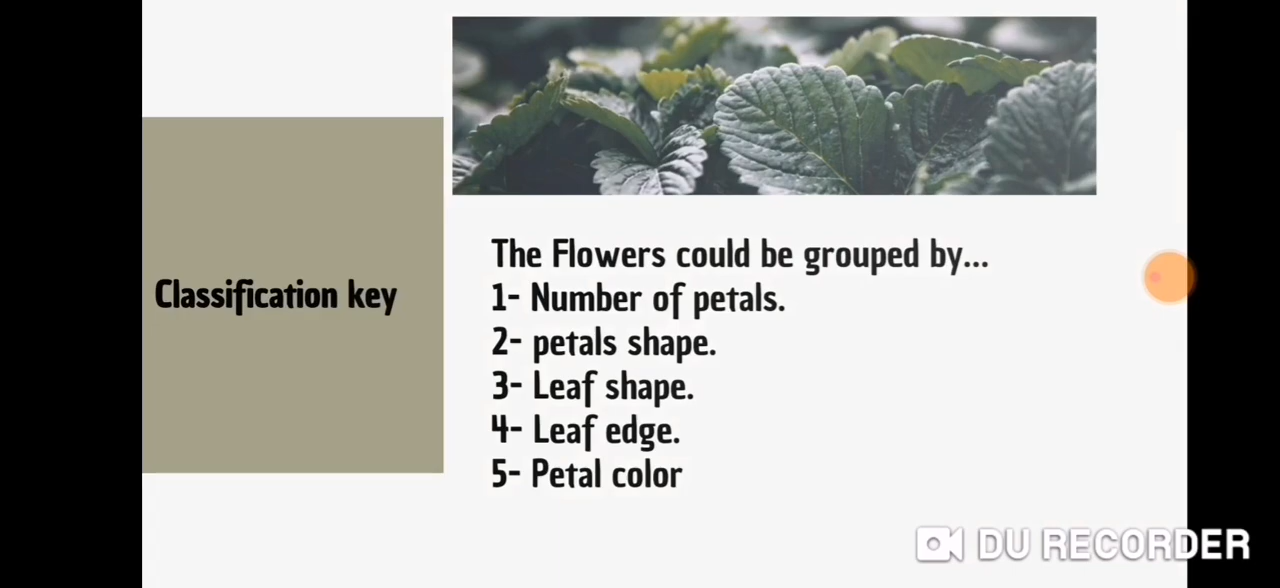 Classification key
The Flowers could be grouped by...
1- Number of petals.
2- petals shape.
3- Leaf shape.
4- Leaf edge.
5- Petal color
DU RECORDER